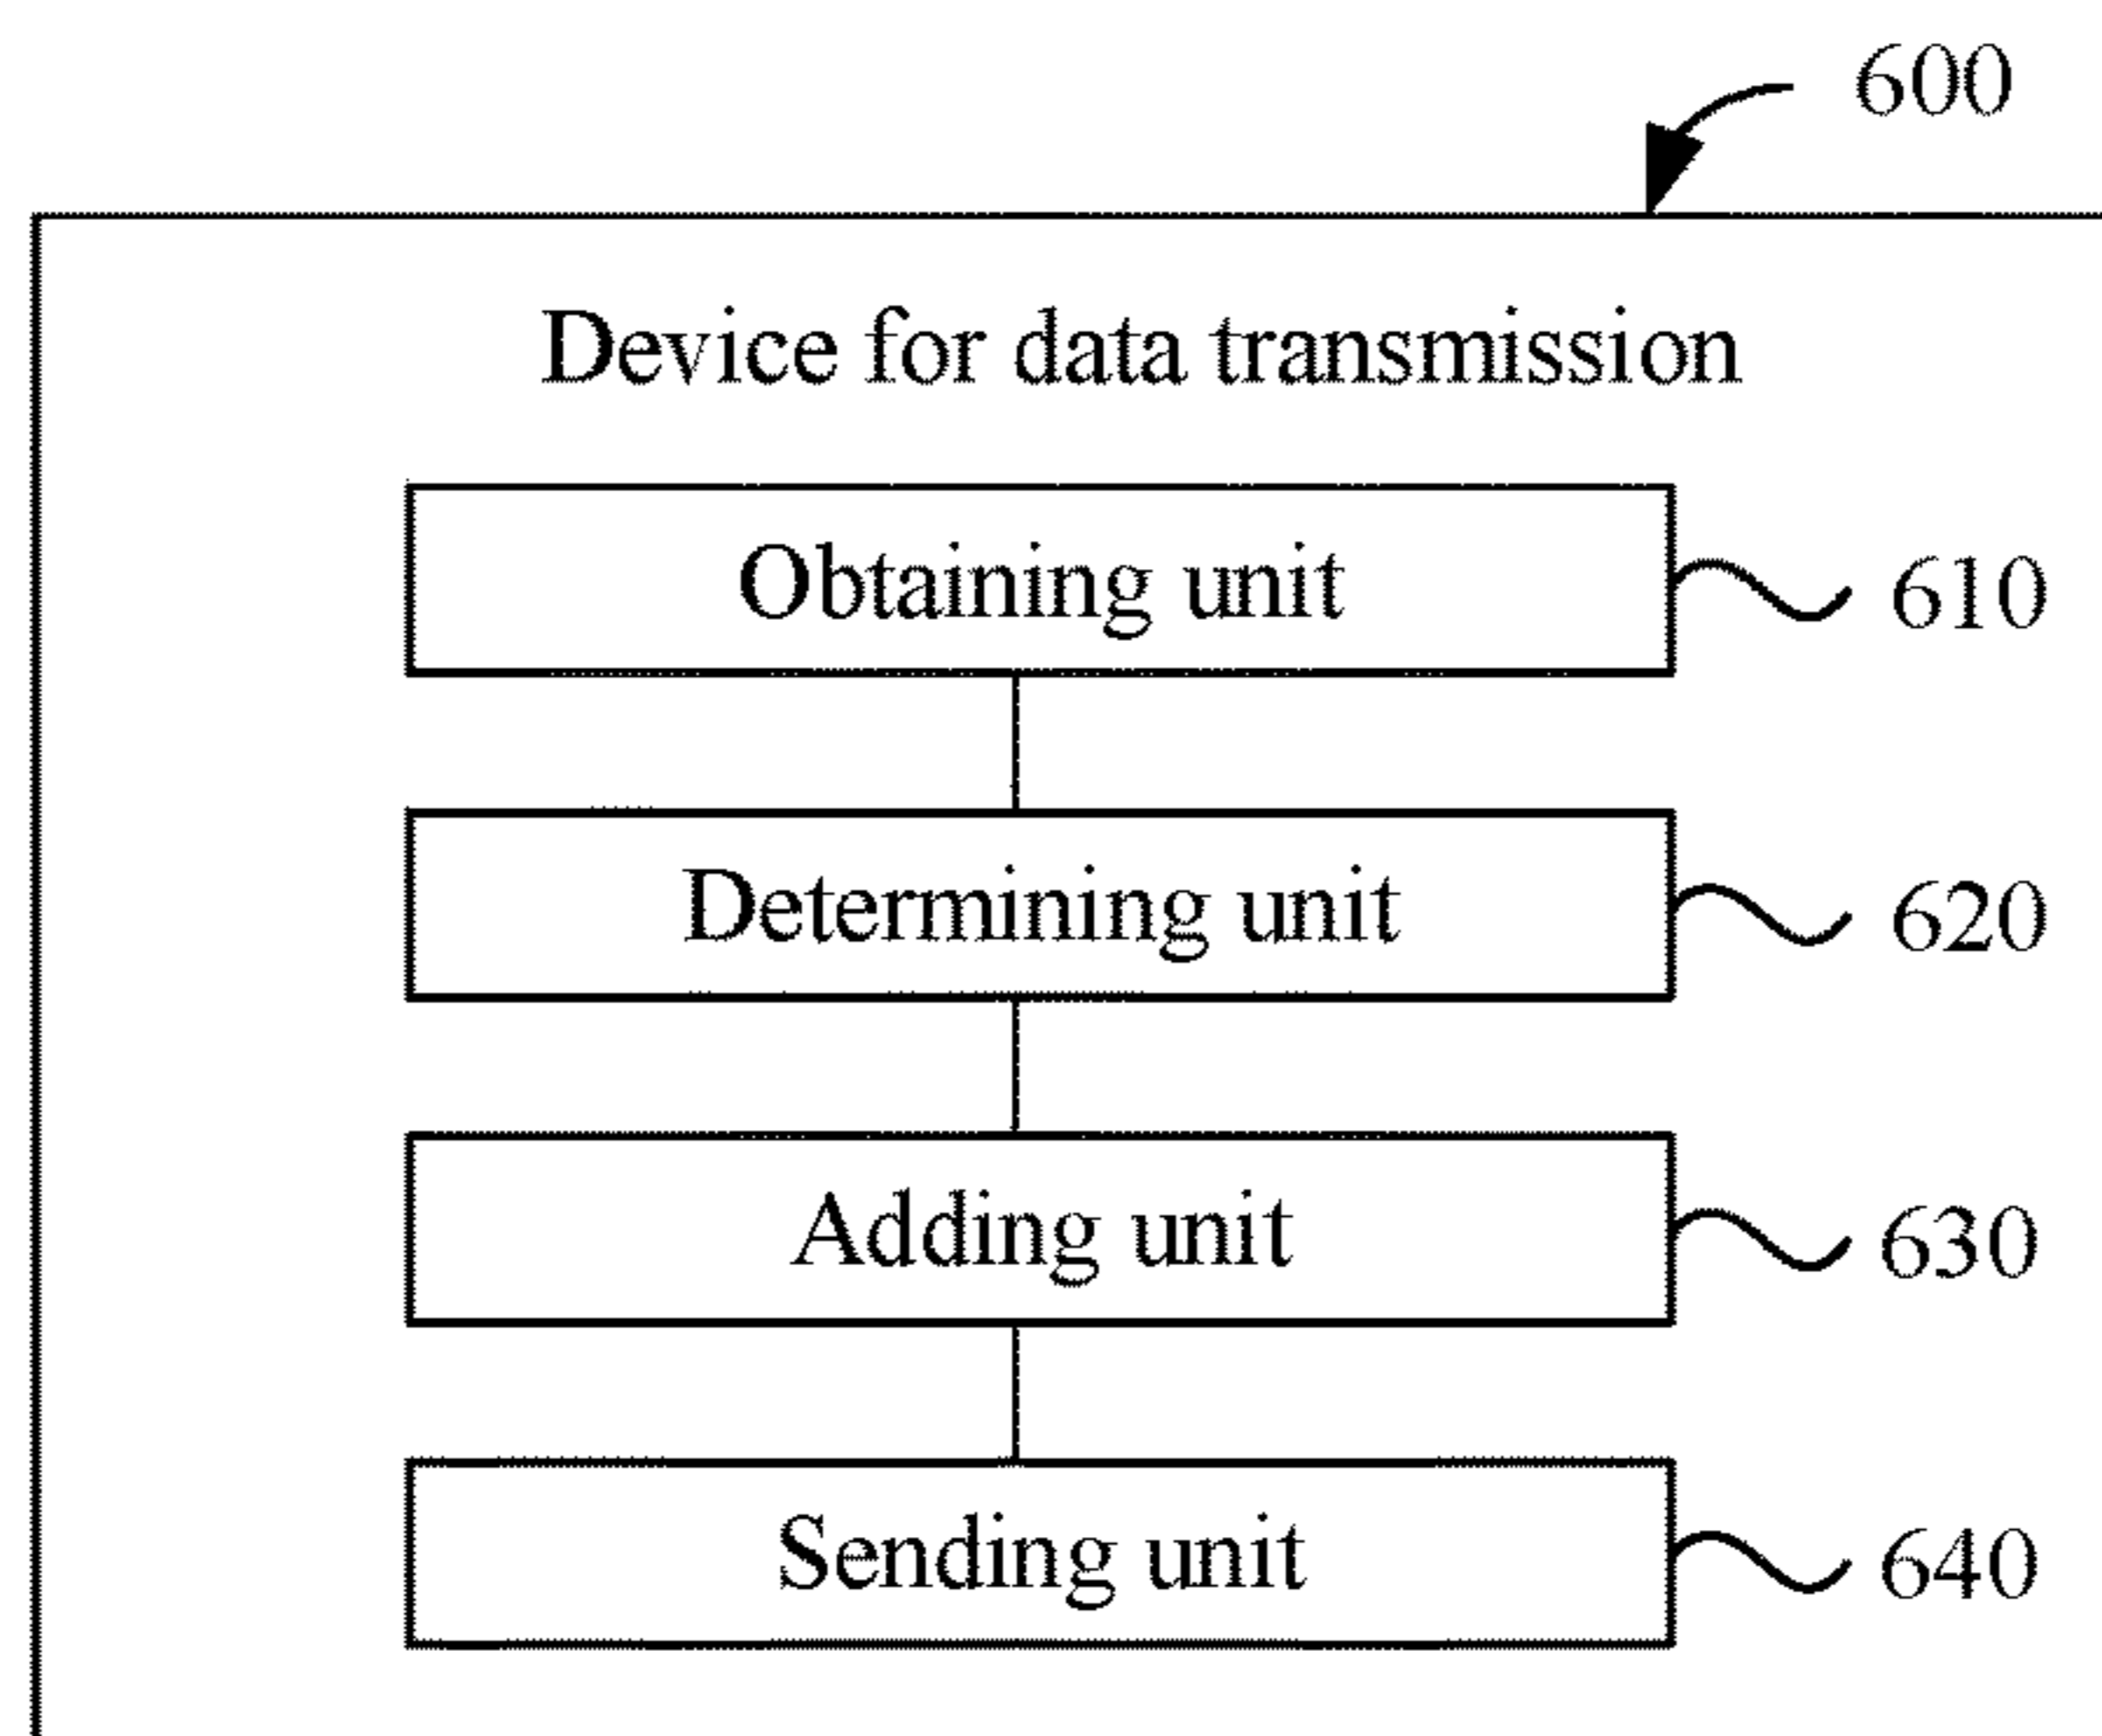 600
Device for data transmission
Obtaining unit
610
Determining unit
620
Adding unit
630
Sending unit
640